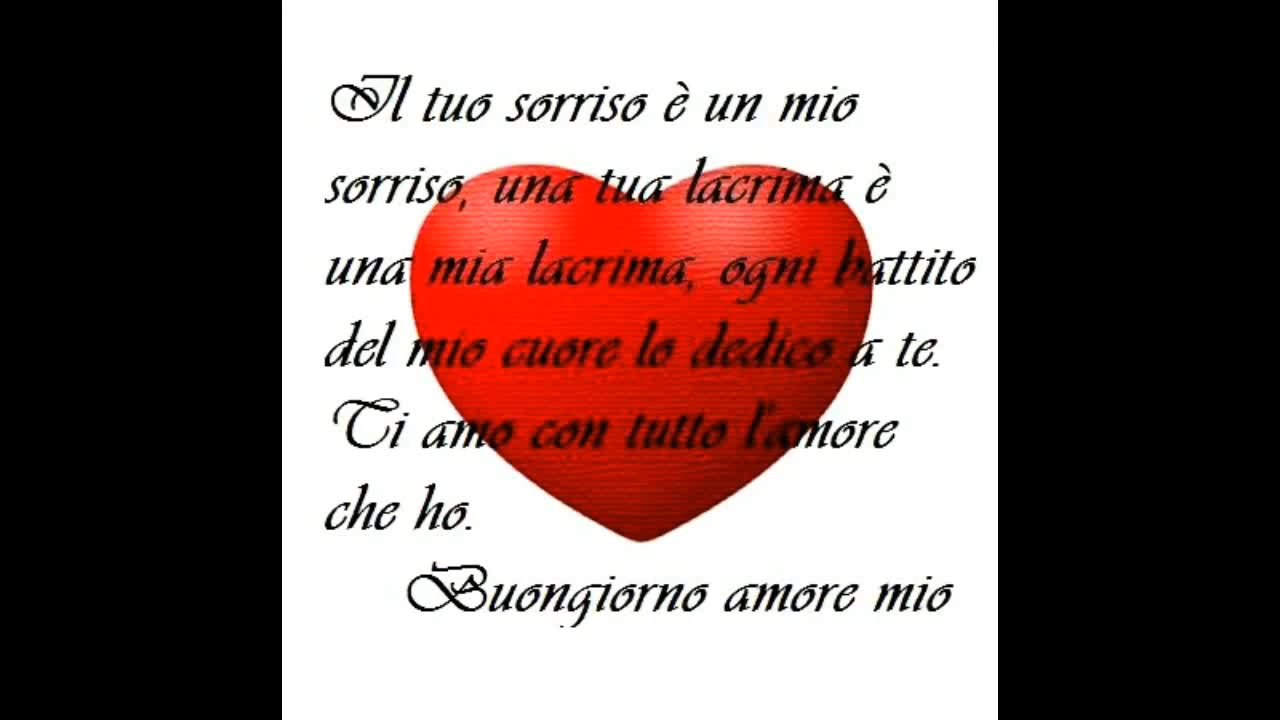 Il tuo sorriso è un mio
sorriso, una tua lacrima è
una mia lacrima, ogni battito
del mio cuore lo dedico a te.
Ti amo con tutto l'amore
che ho.
Buongiorno amore mio